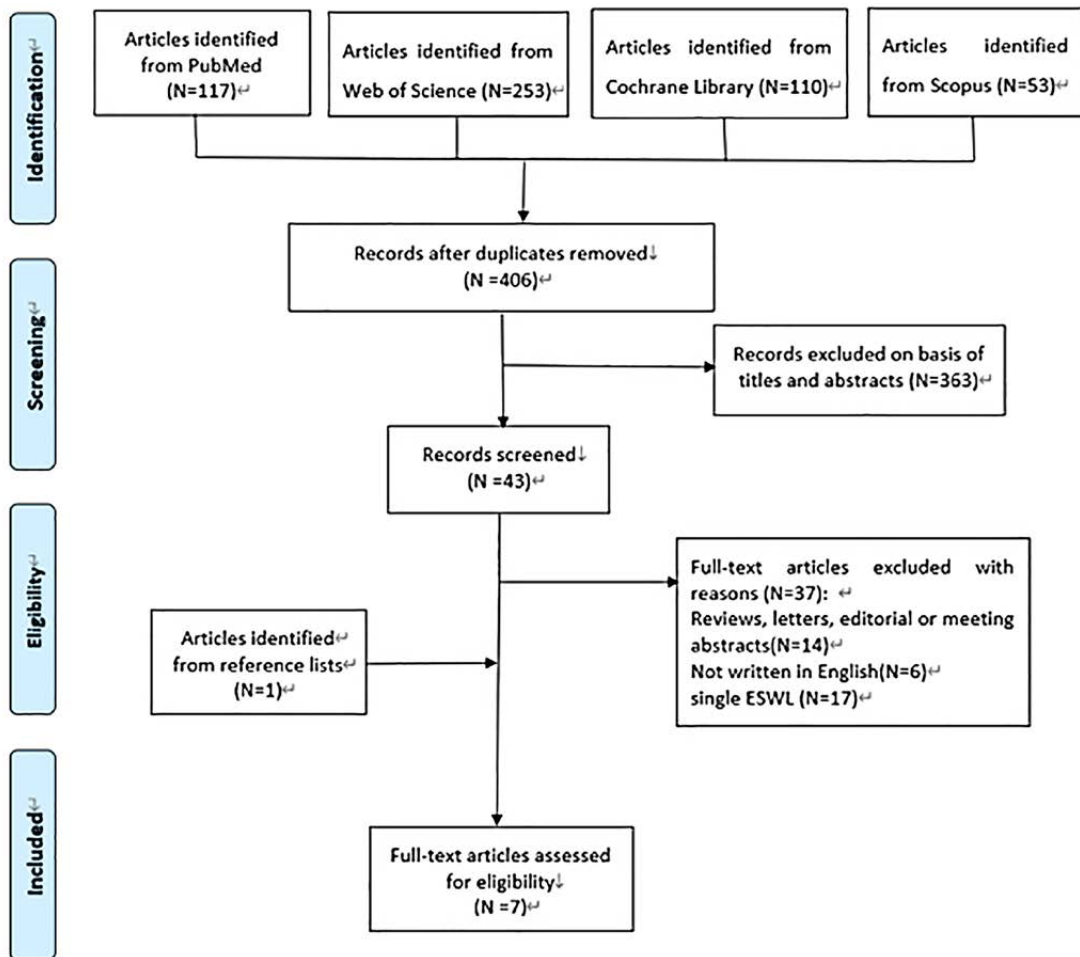 Identification↵
Articles identified
from PubMed
(N=117)↵
Articles identified from
Web of Science (N=253)↵
Articles identified from
Cochrane Library (N=110)↵
Articles identified
from Scopus (N=53)↵
Screening↵
Records after duplicates removed↓
(N =406)↵
Records excluded on basis of
titles and abstracts (N=363)↵
Records screened↓
(N =43)↵
Eligibility↵
Full-text articles excluded with
reasons (N=37): ↵
Reviews, letters, editorial or meeting
abstracts(N=14)↵
Not written in English(N=6)↵
single ESWL (N=17)↵
Articles identified↵
from reference lists↵
(N=1)↵
Included↵
Full-text articles assessed
for eligibility↓
(N =7)↵